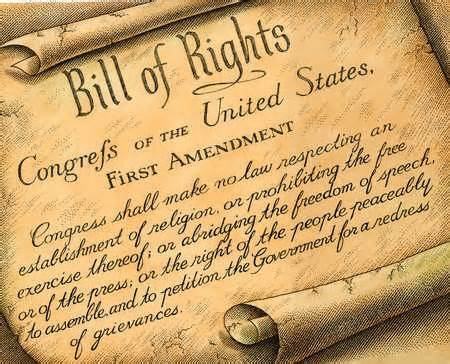 Bill of Rights
Congreſs OF THE United States,
FIRST AMENDMENT
Congress shall make no law respecting an
establishment of religion, or prohibiting the free
exercise thereof; or abridging the freedom of speech,
or of the press; or the right of the people peaceably
to assemble, and to petition the Government for a redress
of grievances.